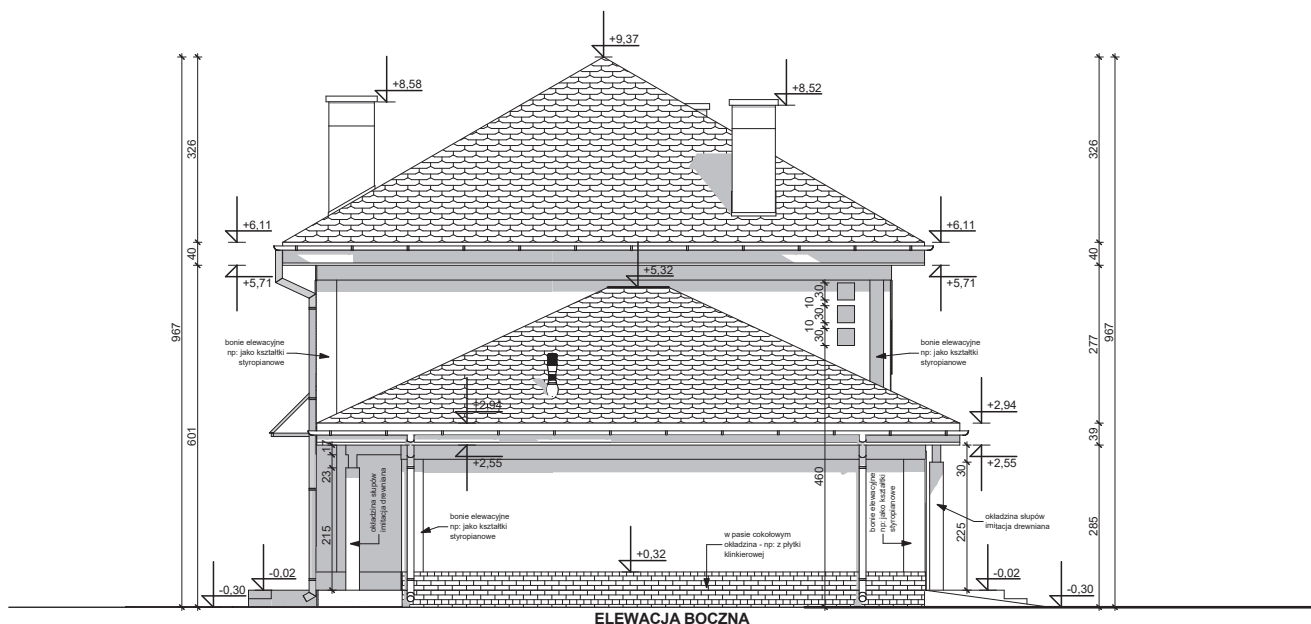 +9,37
+8,58
+8,52
326
326
+6,11
+6,11
40
40
+5,71
+5,71
+5,32
30
10
30
10
30
967
967
277
bonie elewacyjne
np: jako kształtki
styropianowe
bonie elewacyjne
np: jako kształtki
styropianowe
+2,94
+2,94
601
39
17
+2,55
+2,55
23
30
460
okładzina słupów
imitacja drewniana
bonie elewacyjne
np: jako kształtki
styropianowe
bonie elewacyjne
np: jako kształtki
styropianowe
okładzina słupów
imitacja drewniana
215
225
285
w pasie cokołowym
okładzina - np: z płytki
klinkierowej
+0,32
-0,02
-0,02
-0,30
-0,30
ELEWACJA BOCZNA